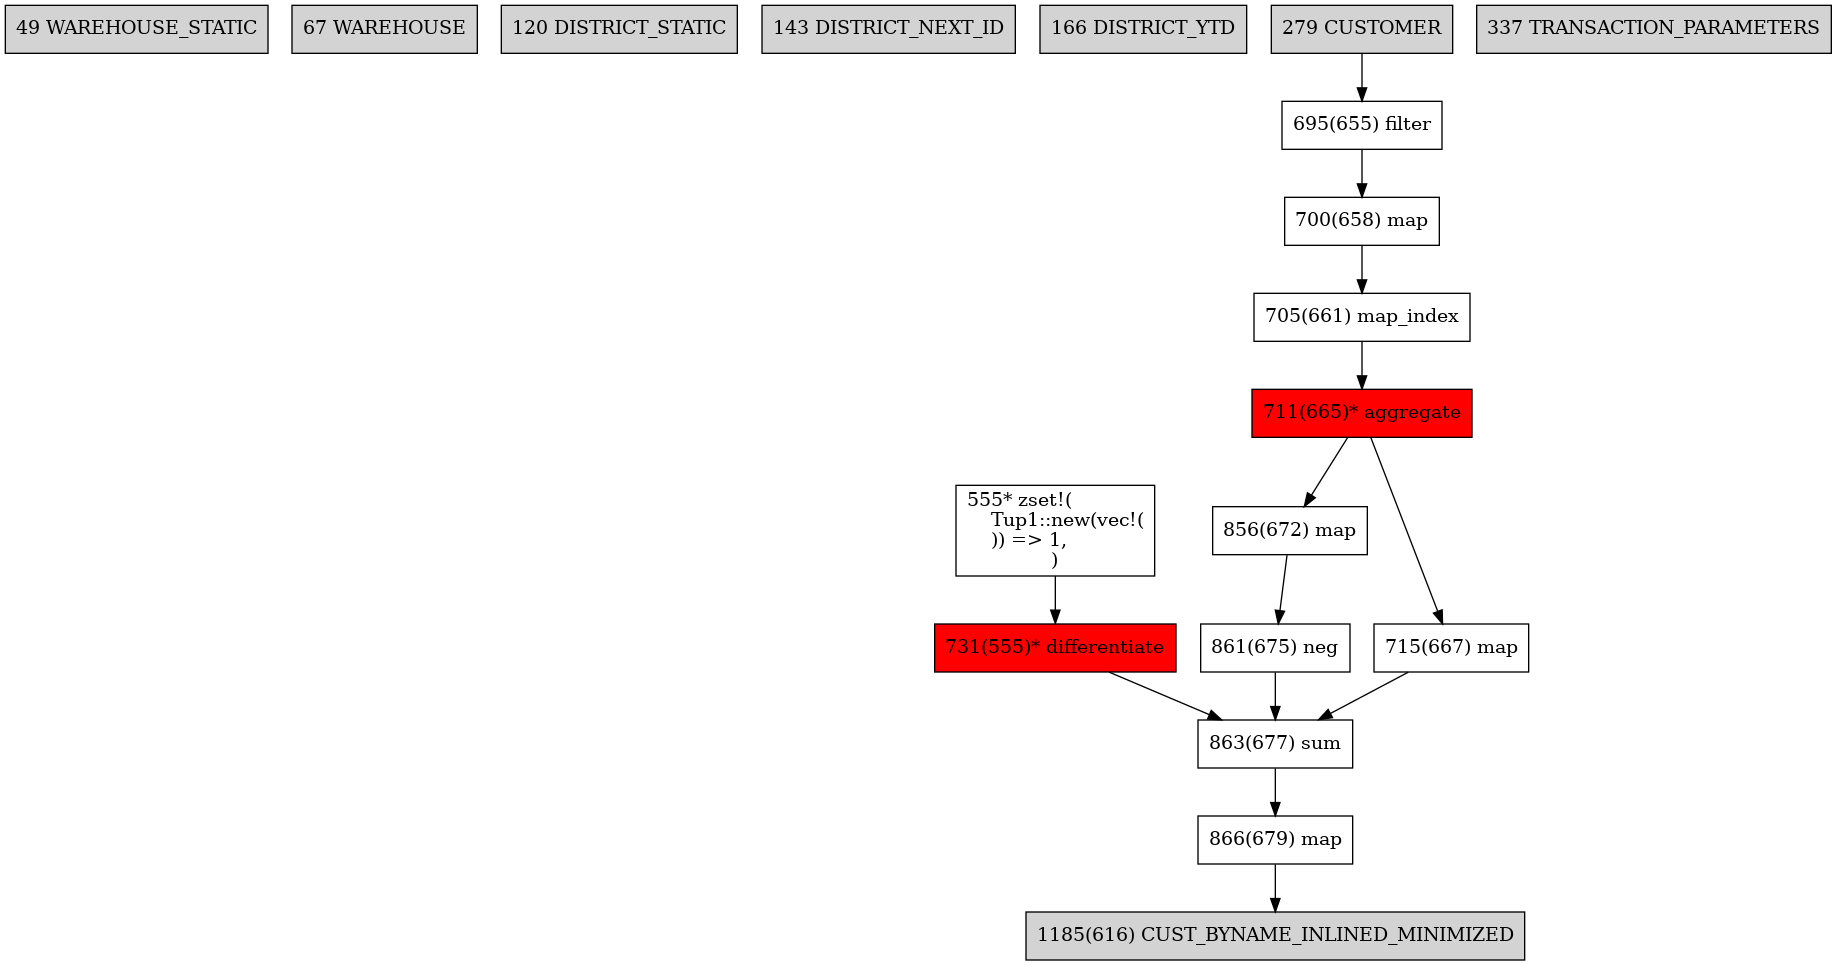 49 WAREHOUSE_STATIC
67 WAREHOUSE
120 DISTRICT_STATIC
143 DISTRICT_NEXT_ID
166 DISTRICT_YTD
279 CUSTOMER
337 TRANSACTION_PARAMETERS
695(655) filter
700(658) map
705(661) map_index
711(665)* aggregate
555* zset!(
Tup1::new(vec!(
)) => 1,
)
856(672) map
731(555)* differentiate
861(675) neg
715(667) map
863(677) sum
866(679) map
1185(616) CUST_BYNAME_INLINED_MINIMIZED